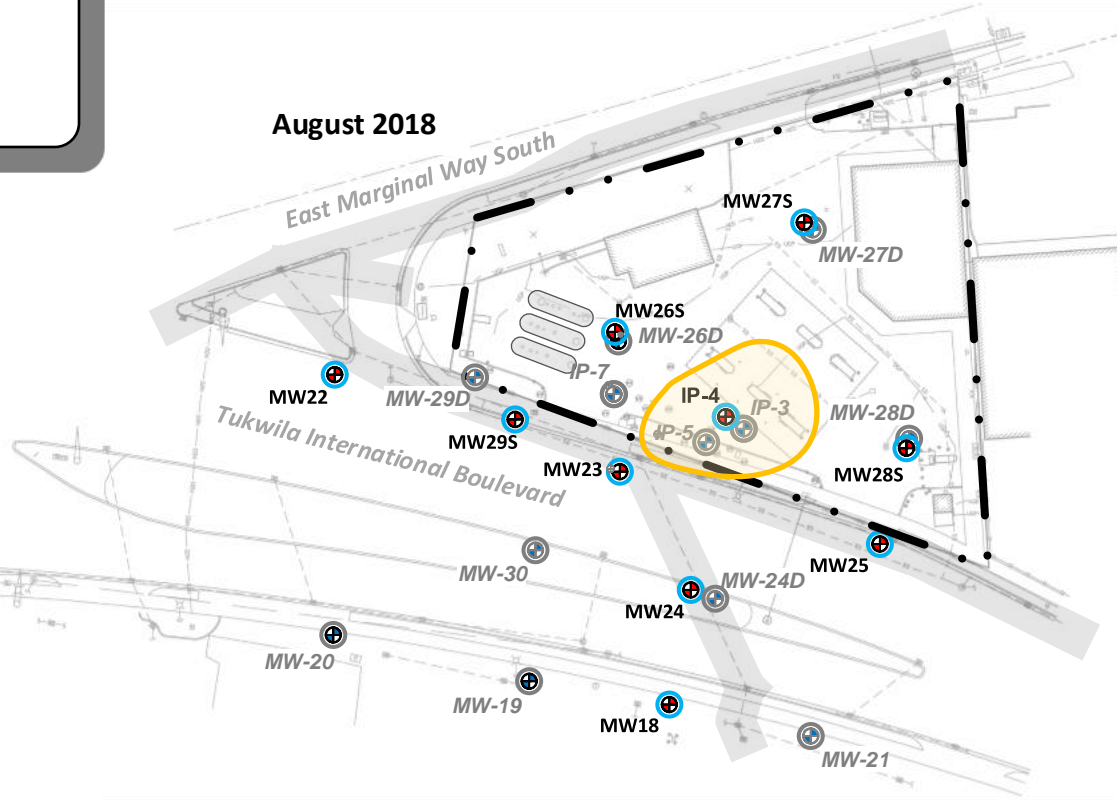 August 2018
East Marginal Way South
MW27S
MW-27D
MW26S
MW-26D
IP-7
IP-4
IP-3
IP-5
MW-28D
MW28S
MW22
MW-29D
MW29S
Tukwila International Boulevard
MW23
MW25
MW-30
MW-24D
MW24
MW-20
MW-19
MW18
MW-21